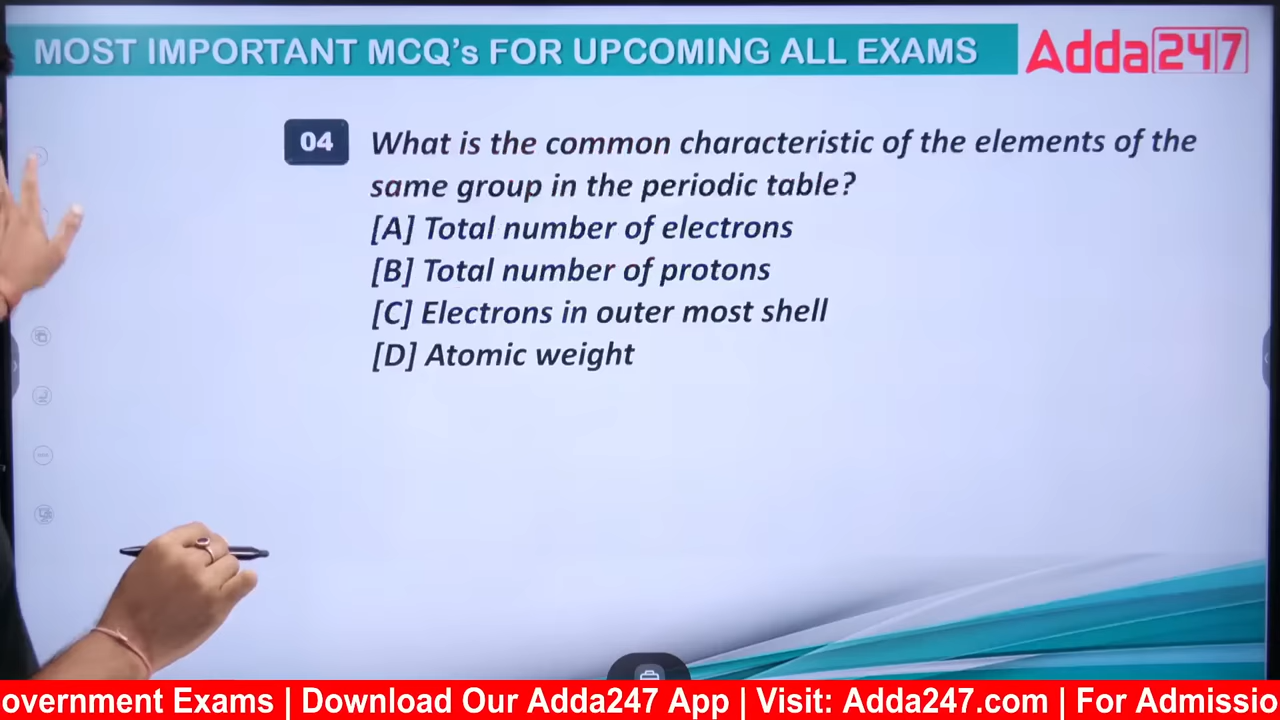 MOST IMPORTANT MCQ's FOR UPCOMING ALL EXAMS
Adda247
04
What is the common characteristic of the elements of the
same group in the periodic table?
[A] Total number of electrons
[B] Total number of protons
[C] Electrons in outer most shell
[D] Atomic weight
overnment Exams | Download Our Adda247 App | Visit: Adda247.com | For Admissio